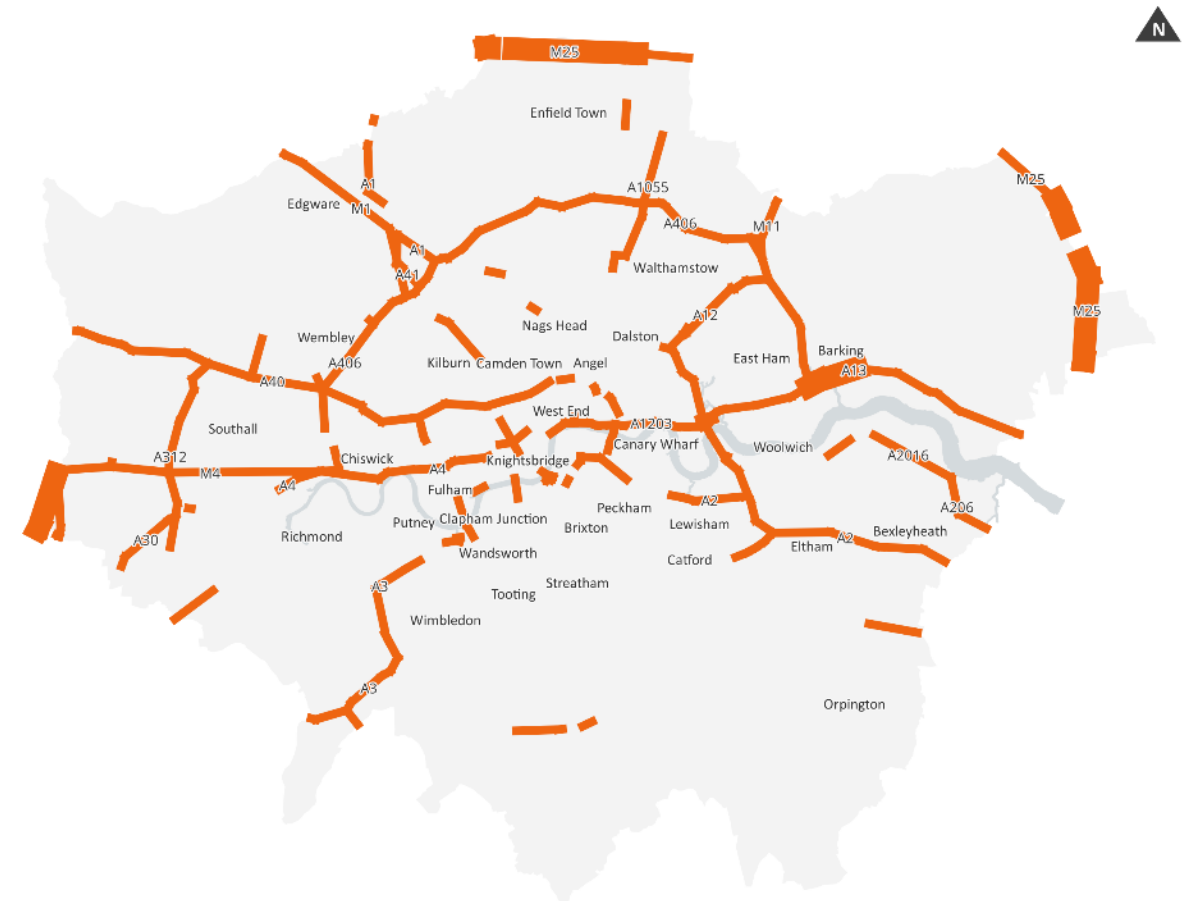 N
M25
Enfield Town
M25
A1
A1055
Edgware
M1
A406
M11
A1
Walthamstow
A41
M25
A12
Nags Head
Wembley
Dalston
Barking
East Ham
A406
Kilburn
Camden Town
Angel
A13
A40
West End
A1203
Southall
Canary Wharf
Woolwich
A312
Chiswick
Knightsbridge
A2016
M4
A4
A4
Fulham
A2
Peckham
A206
Putney
Clapham Junction
Brixton
Lewisham
Bexleyheath
Richmond
A30
A2
Eltham
Wandsworth
Catford
Streatham
A3
Tooting
Wimbledon
A3
Orpington